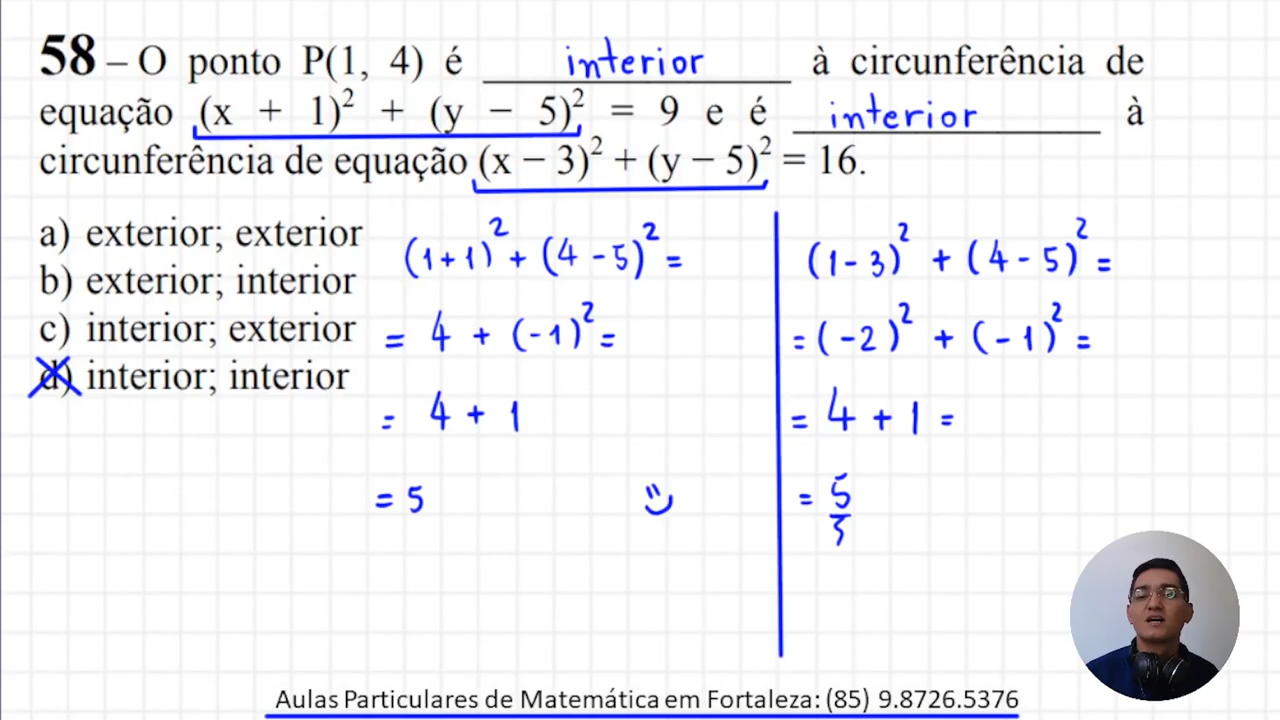 58 – O ponto P(1, 4) é interior à circunferência de
equação (x + 1)² + (y – 5)² = 9 e é interior à
circunferência de equação (x – 3)² + (y – 5)² = 16.
a) exterior; exterior
b) exterior; interior
c) interior; exterior
d) interior; interior
(1+1)² + (4-5)² =
= 4 + (-1)² =
= 4 + 1
= 5
(1-3)² + (4-5)² =
= (-2)² + (-1)² =
= 4 + 1 =
= 5
Aulas Particulares de Matemática em Fortaleza: (85) 9.8726.5376